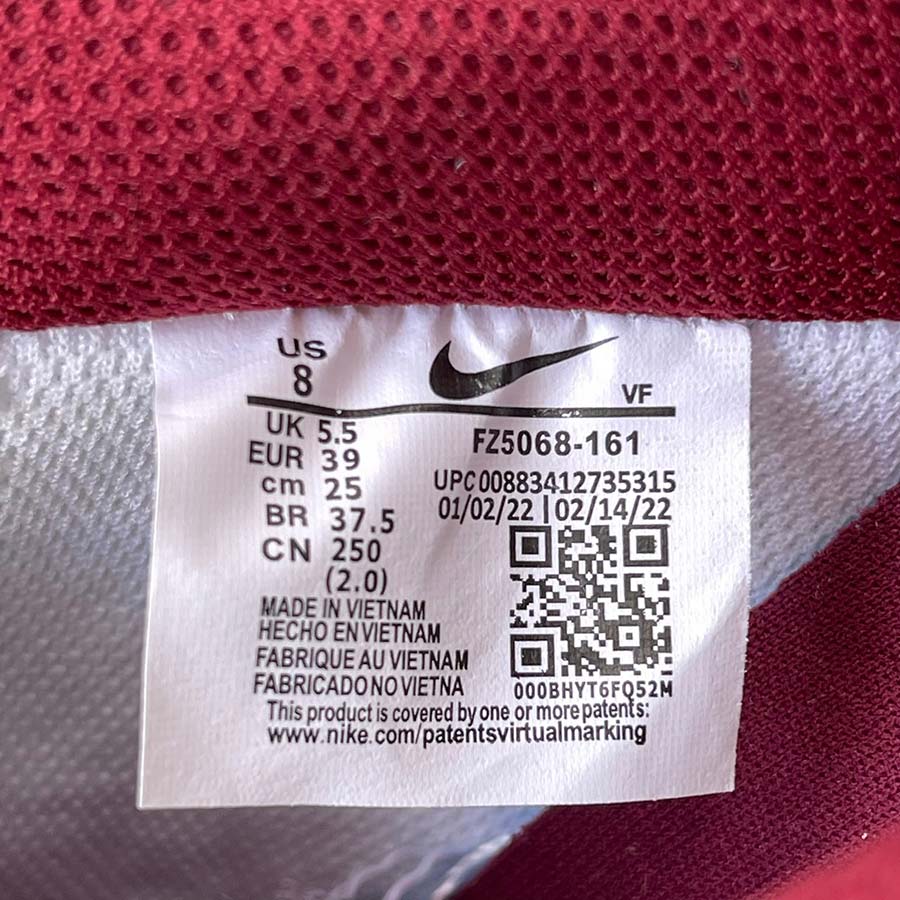 US
8
VF
UK 5.5
EUR 39
cm 25
BR 37.5
CN 250
(2.0)
FZ5068-161
UPC00883412735315
01/02/22 | 02/14/22
000BHYT6FQ52M
MADE IN VIETNAM
HECHO EN VIETNAM
FABRIQUE AU VIETNAM
FABRICADO NO VIETNA
This product is covered by one or more patents:
www.nike.com/patentsvirtualmarking